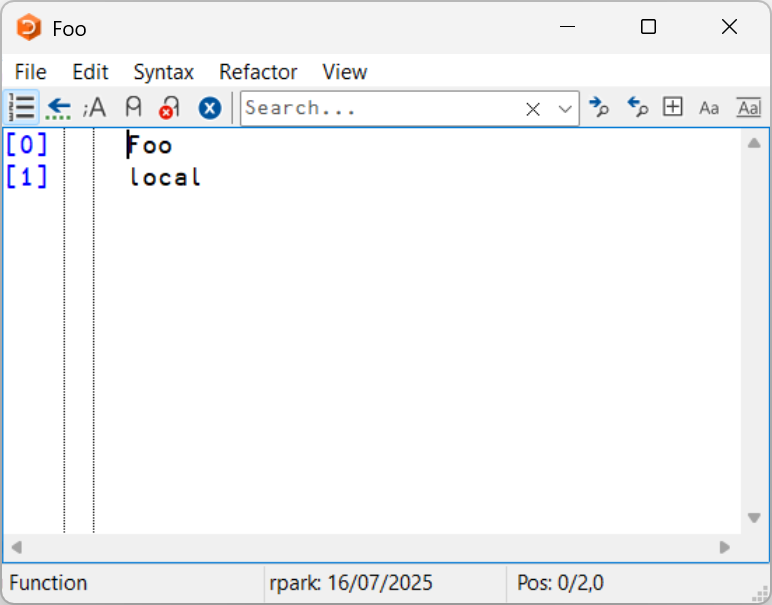 Foo
File Edit Syntax Refactor View
;A A Search... Aa Aa
[0] Foo
[1] local
Function rpark: 16/07/2025 Pos: 0/2,0